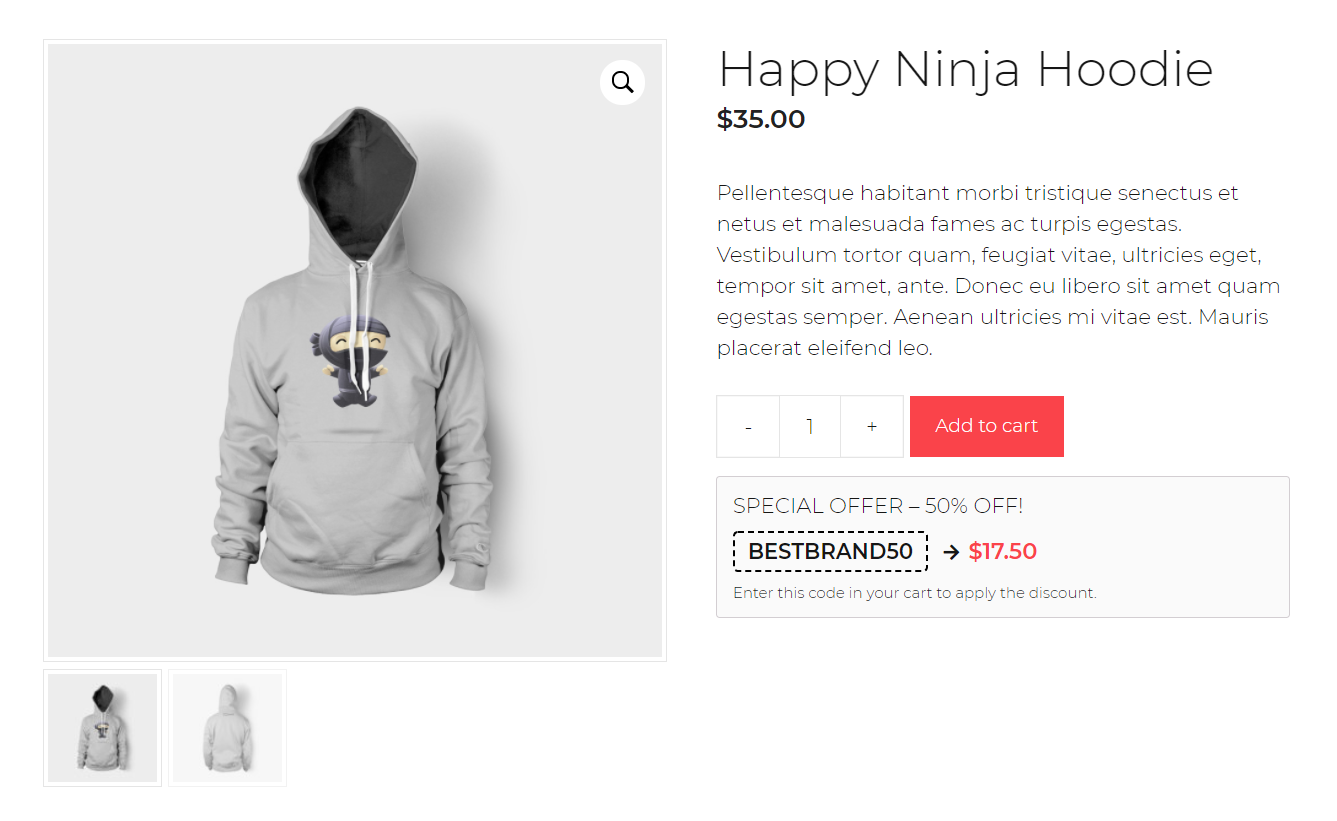 Happy Ninja Hoodie
$35.00
Pellentesque habitant morbi tristique senectus et
netus et malesuada fames ac turpis egestas.
Vestibulum tortor quam, feugiat vitae, ultricies eget,
tempor sit amet, ante. Donec eu libero sit amet quam
egestas semper. Aenean ultricies mi vitae est. Mauris
placerat eleifend leo.
- 1 + Add to cart
SPECIAL OFFER – 50% OFF!
BESTBRAND50 → $17.50
Enter this code in your cart to apply the discount.